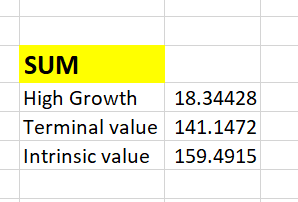 SUM
High Growth 18.34428
Terminal value 141.1472
Intrinsic value 159.4915